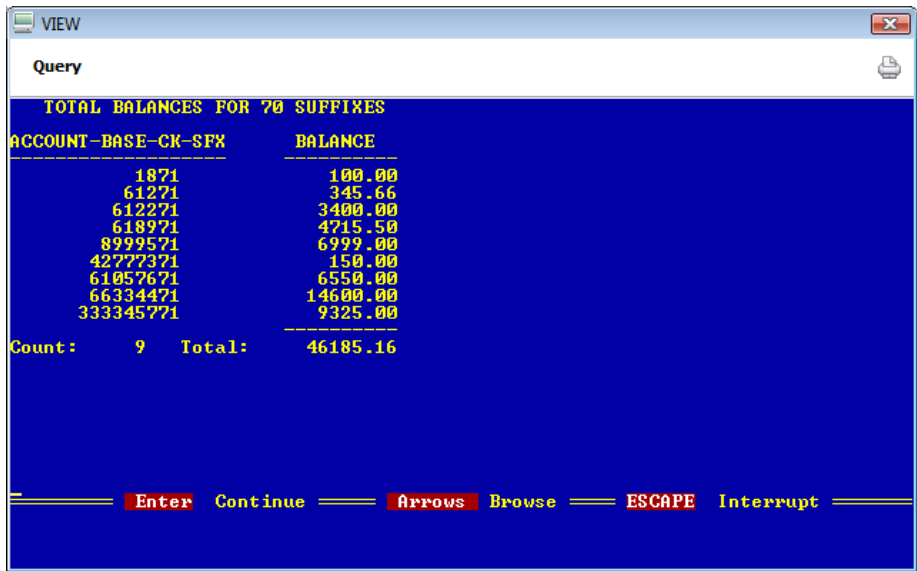 VIEW
Query
TOTAL BALANCES FOR 70 SUFFIXES
ACCOUNT-BASE-CK-SFX BALANCE
1871 100.00
61271 345.66
612271 3400.00
618971 4715.50
8999571 6999.00
42777371 150.00
61057671 6550.00
66334471 14600.00
333345771 9325.00
Count: 9 Total: 46185.16
Enter Continue Arrows Browse ESCAPE Interrupt